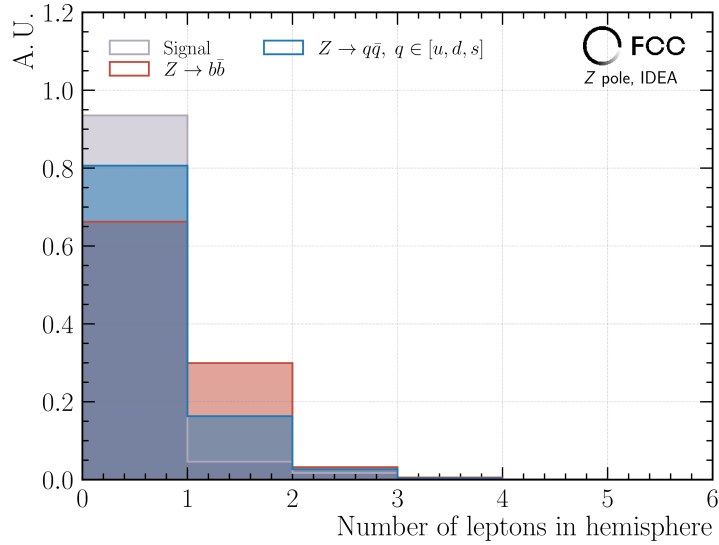 A. U.
1.2
1.0
0.8
0.6
0.4
0.2
0.0
Signal
Z → bb̄
Z → qq̄, q ∈ [u, d, s]
FCC
Z pole, IDEA
0 1 2 3 4 5 6
Number of leptons in hemisphere